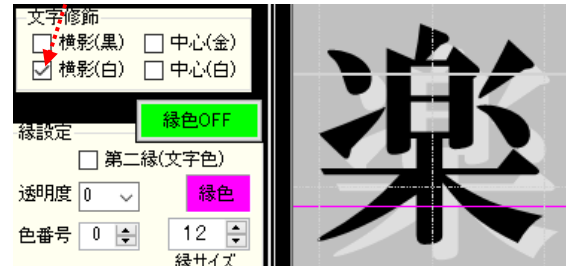 文字修飾
横影(黒) 中心(金)
横影(白) 中心(白)
緑色OFF
縁設定
第二縁(文字色)
透明度 0 縁色
色番号 0 12
縁サイズ
楽